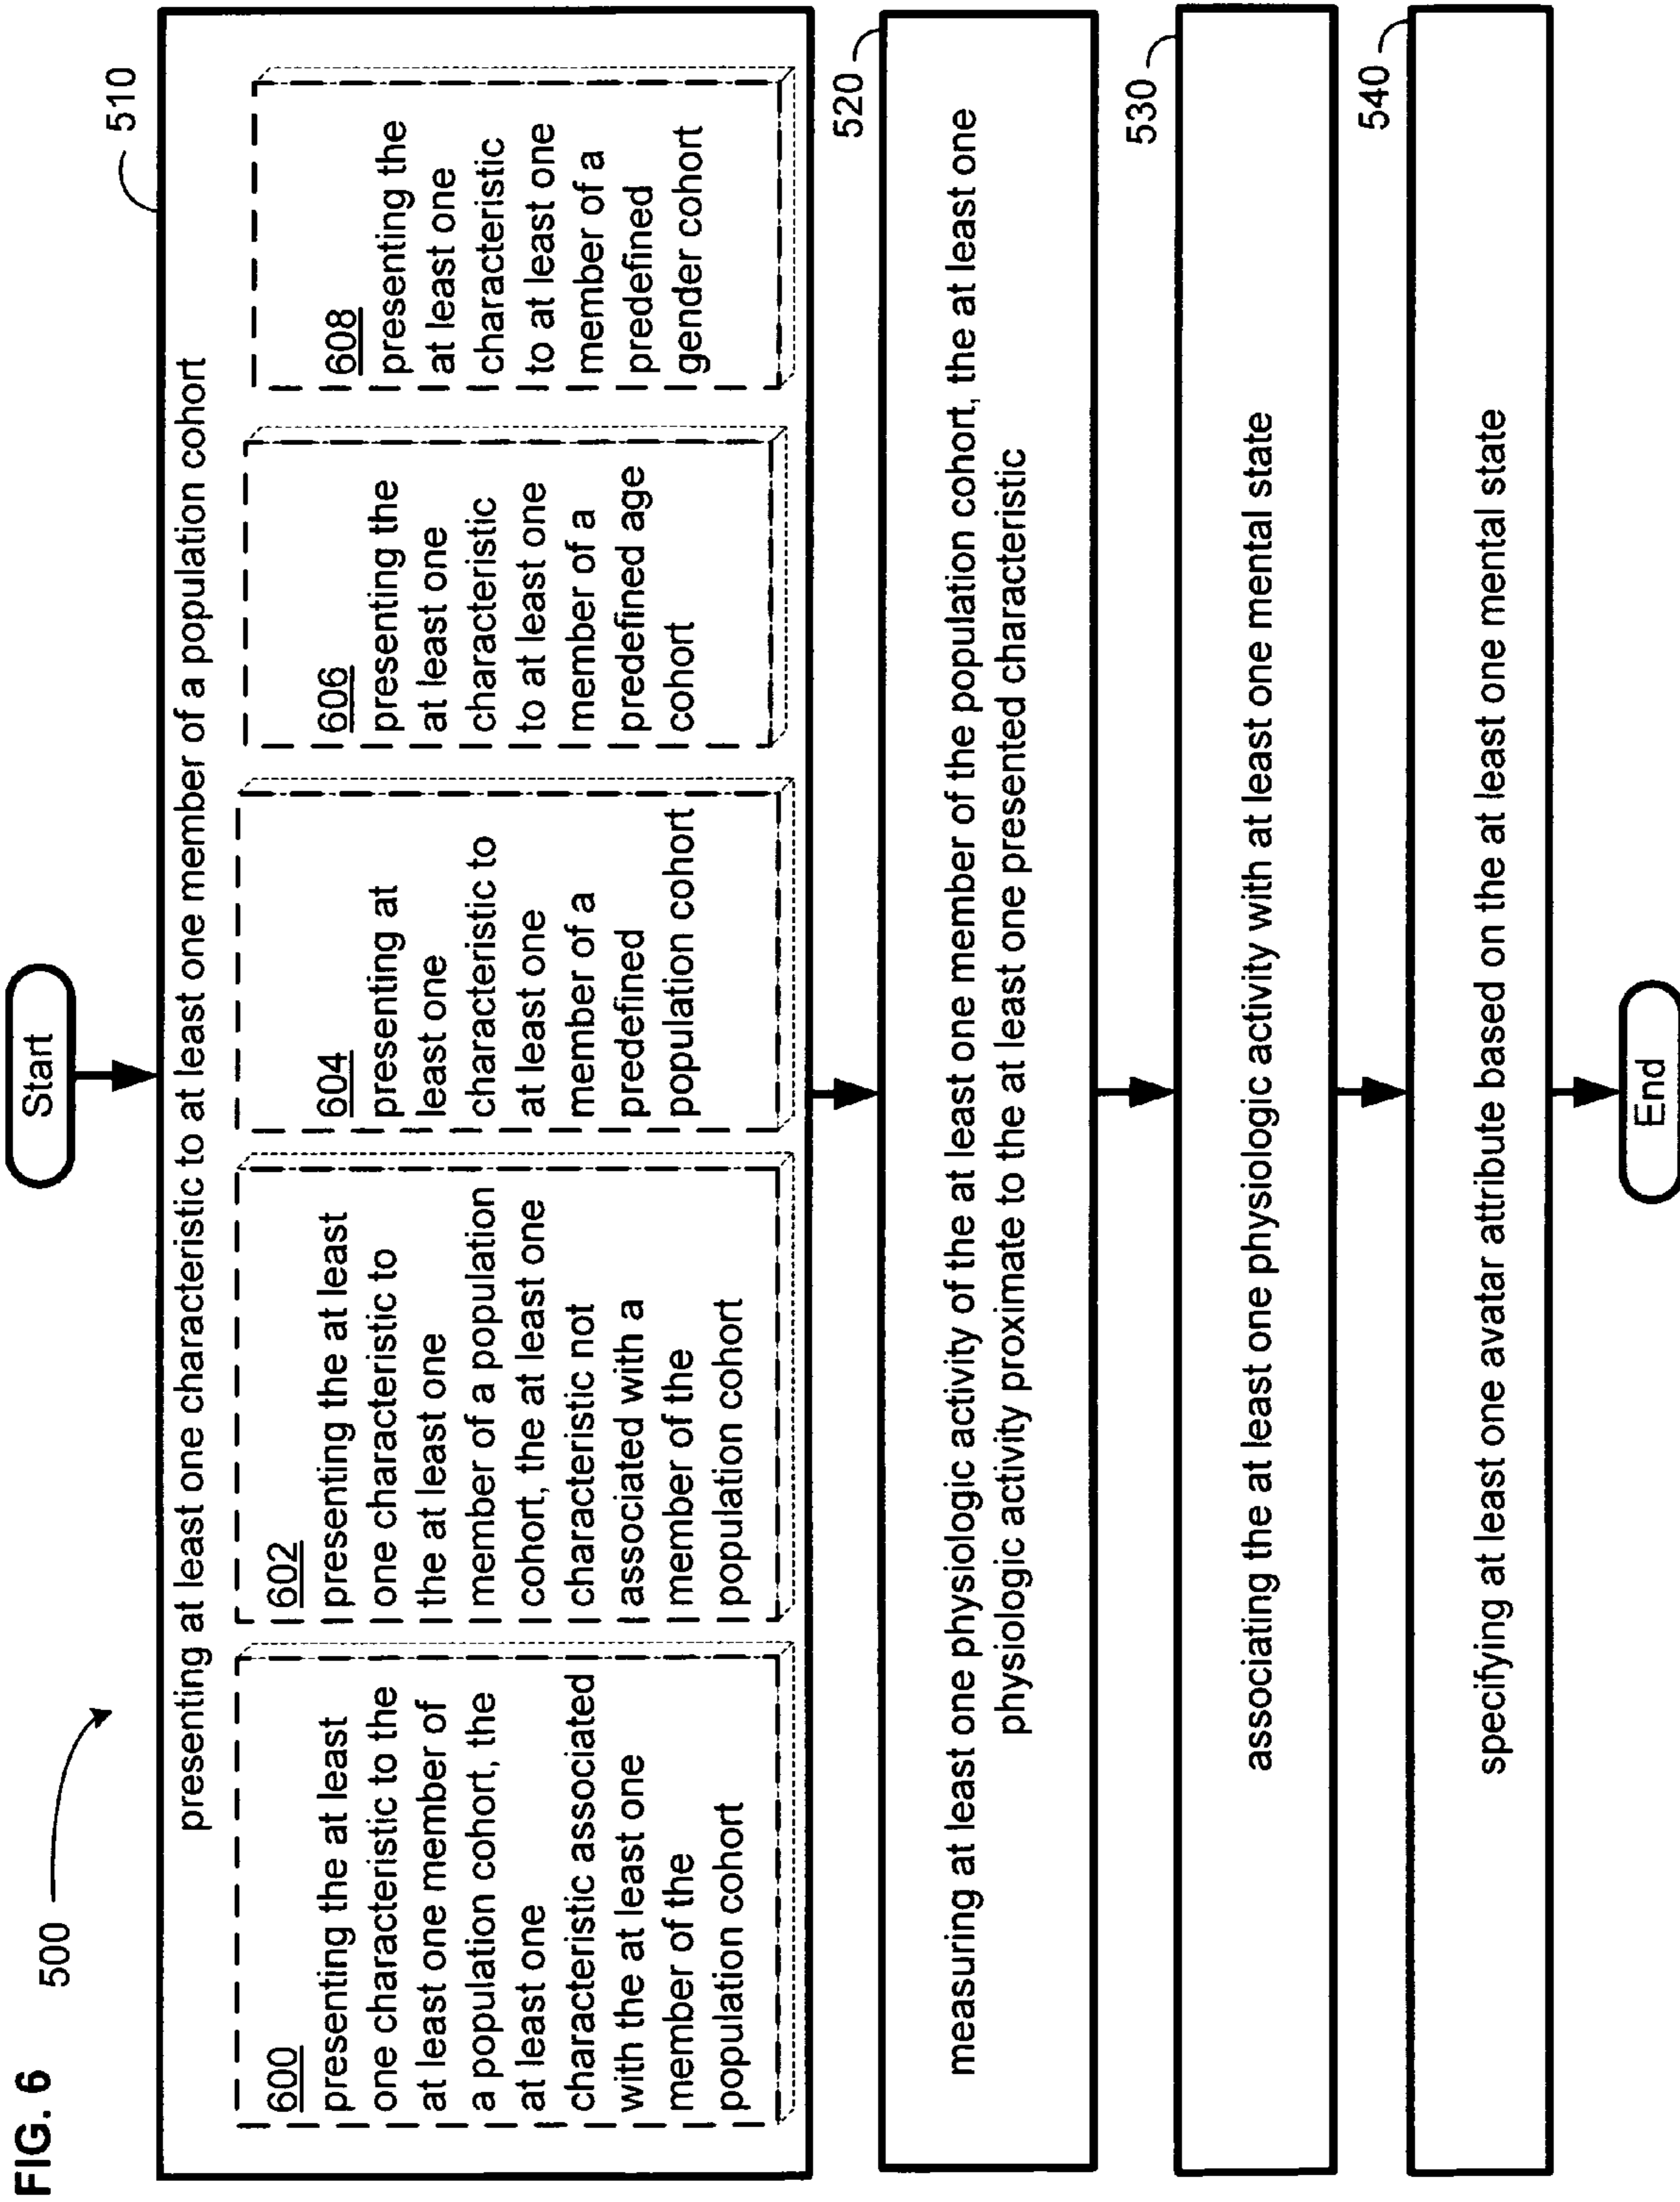 FIG. 6
500
Start
510
presenting at least one characteristic to at least one member of a population cohort
600
presenting the at least
one characteristic to the
at least one member of
a population cohort, the
at least one
characteristic associated
with the at least one
member of the
population cohort
602
presenting the at least
one characteristic to
the at least one
member of a population
cohort, the at least one
characteristic not
associated with a
member of the
population cohort
604
presenting at
least one
characteristic to
at least one
member of a
predefined
population cohort
606
presenting the
at least one
characteristic
to at least one
member of a
predefined age
cohort
608
presenting the
at least one
characteristic
to at least one
member of a
predefined
gender cohort
520
measuring at least one physiologic activity of the at least one member of the population cohort, the at least one
physiologic activity proximate to the at least one presented characteristic
530
associating the at least one physiologic activity with at least one mental state
540
specifying at least one avatar attribute based on the at least one mental state
End